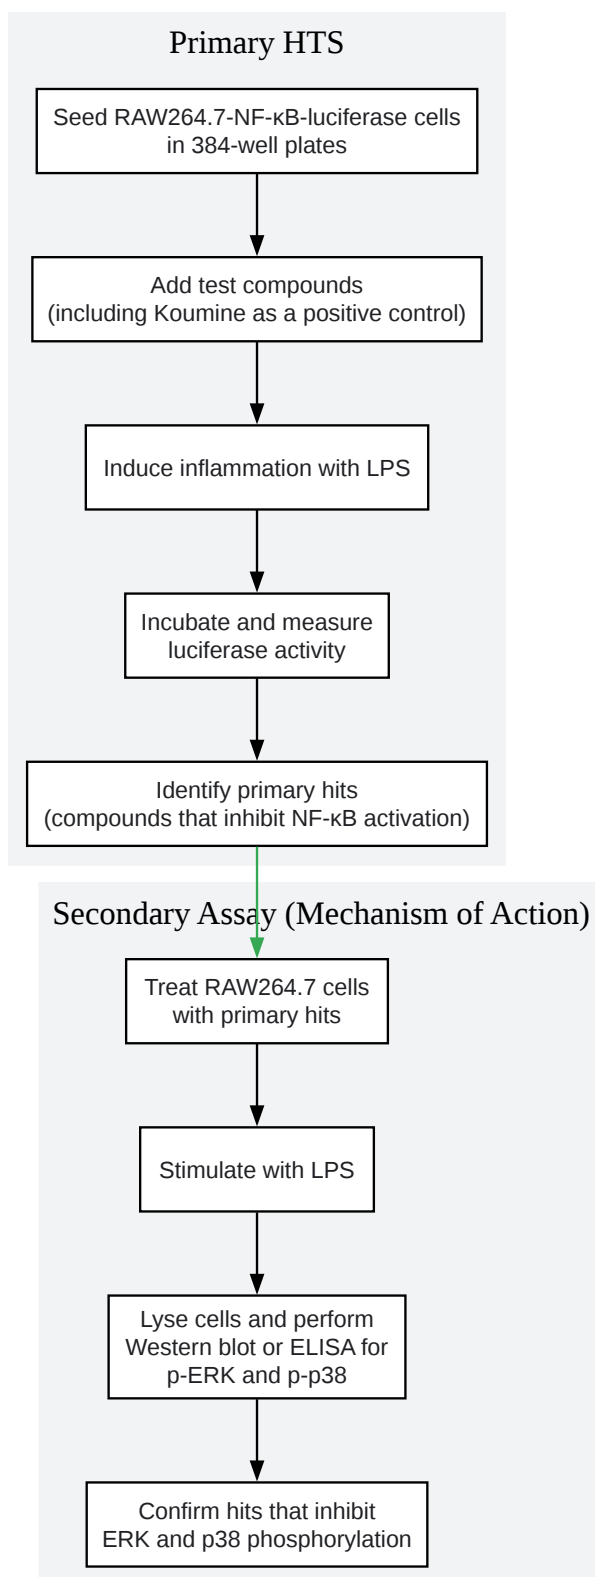 Primary HTS
Seed RAW264.7-NF-κB-luciferase cells
in 384-well plates
Add test compounds
(including Koumine as a positive control)
Induce inflammation with LPS
Incubate and measure
luciferase activity
Identify primary hits
(compounds that inhibit NF-κB activation)
Secondary Assay (Mechanism of Action)
Treat RAW264.7 cells
with primary hits
Stimulate with LPS
Lyse cells and perform
Western blot or ELISA for
p-ERK and p-p38
Confirm hits that inhibit
ERK and p38 phosphorylation